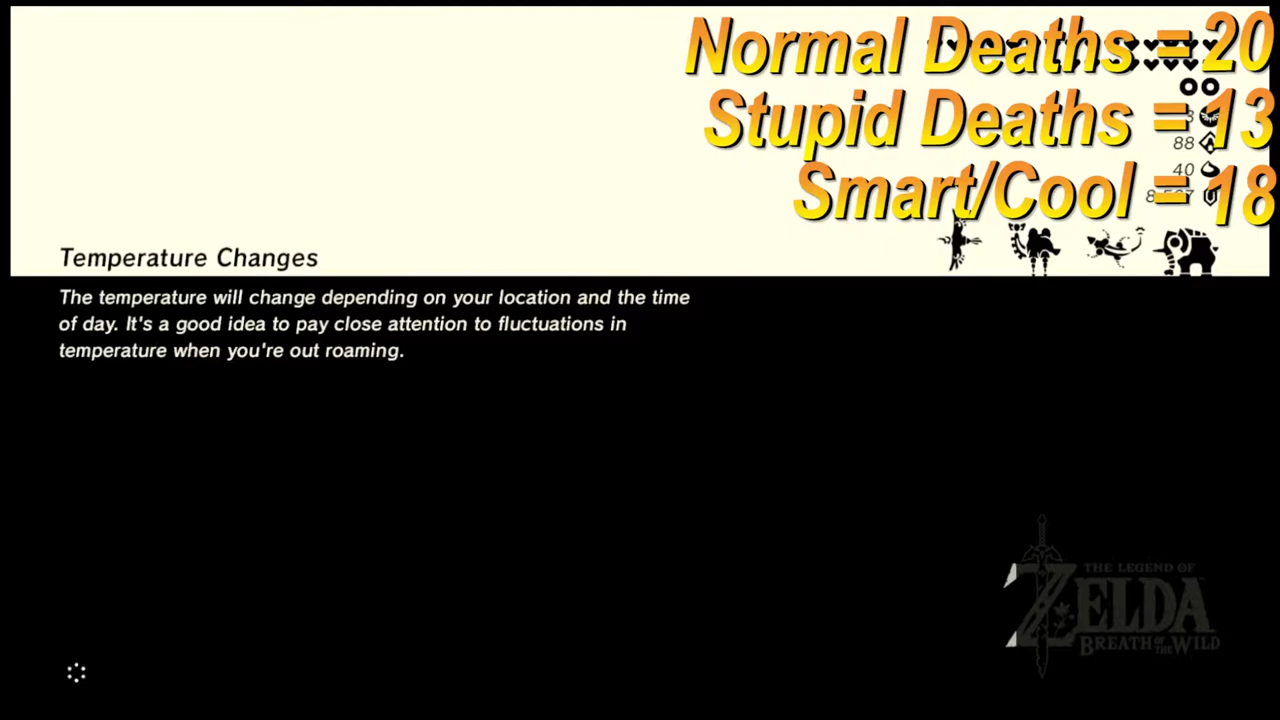 Normal Deaths = 20
Stupid Deaths = 13
88
40
Smart/Cool = 18
Temperature Changes
The temperature will change depending on your location and the time
of day. It's a good idea to pay close attention to fluctuations in
temperature when you're out roaming.
THE LEGEND OF
ZELDA
BREATH OF THE WILD